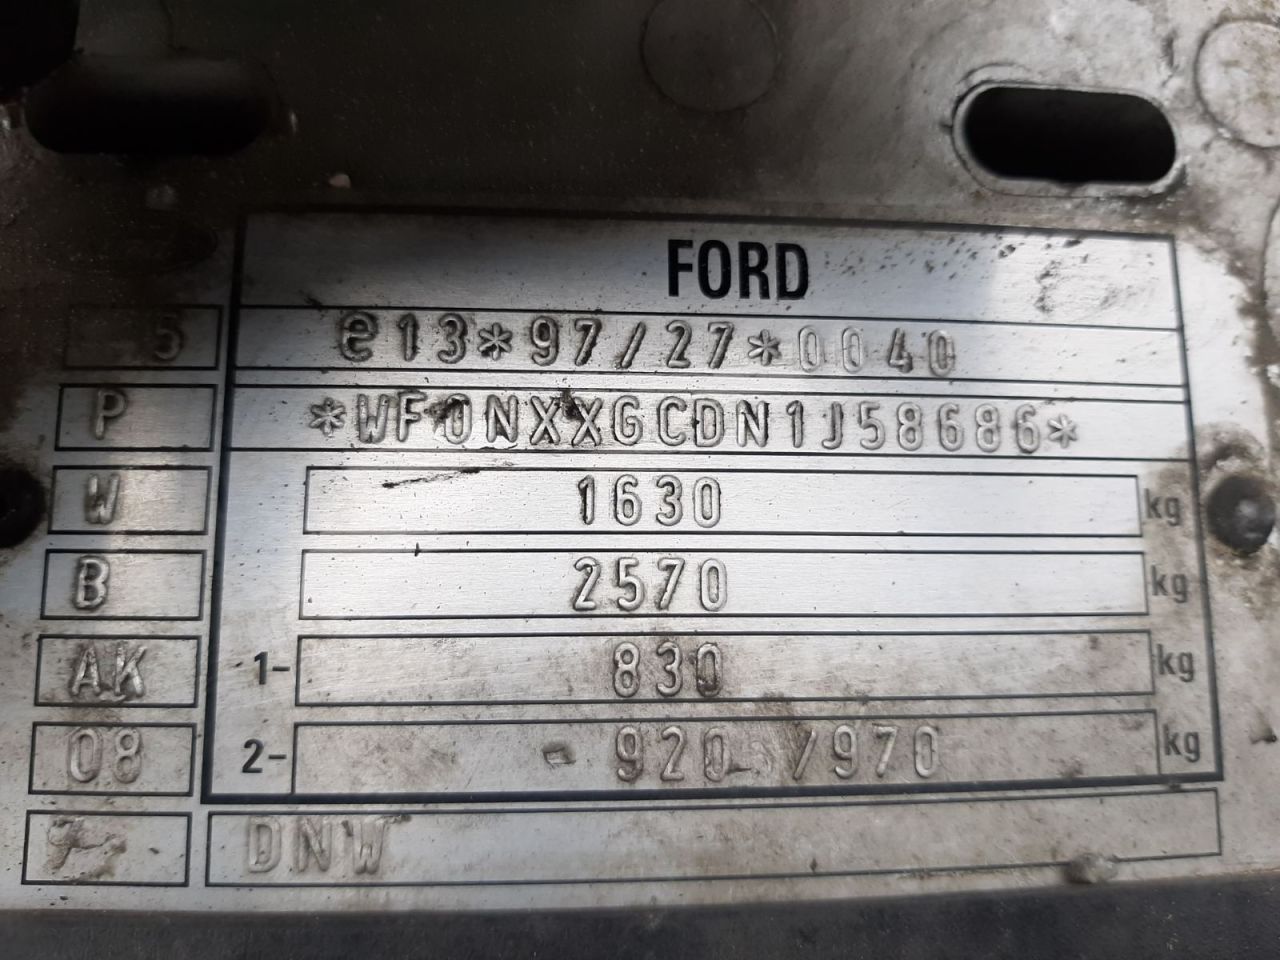 FORD
5 e13*97/27*0040
P *WF0NXXGCDN1J58686*
W 1630 kg
B 2570 kg
AK 1- 830 kg
08 2- - 920 /970 kg
7 DNW